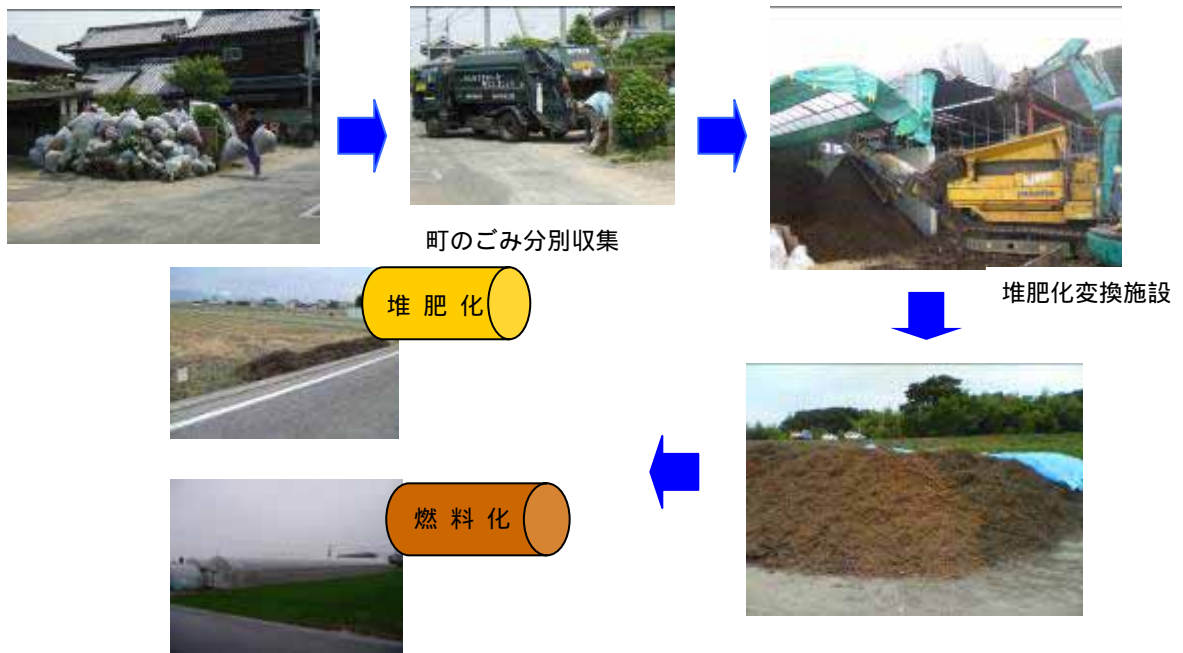 町のごみ分別収集
堆肥化変換施設
堆 肥 化
燃 料 化